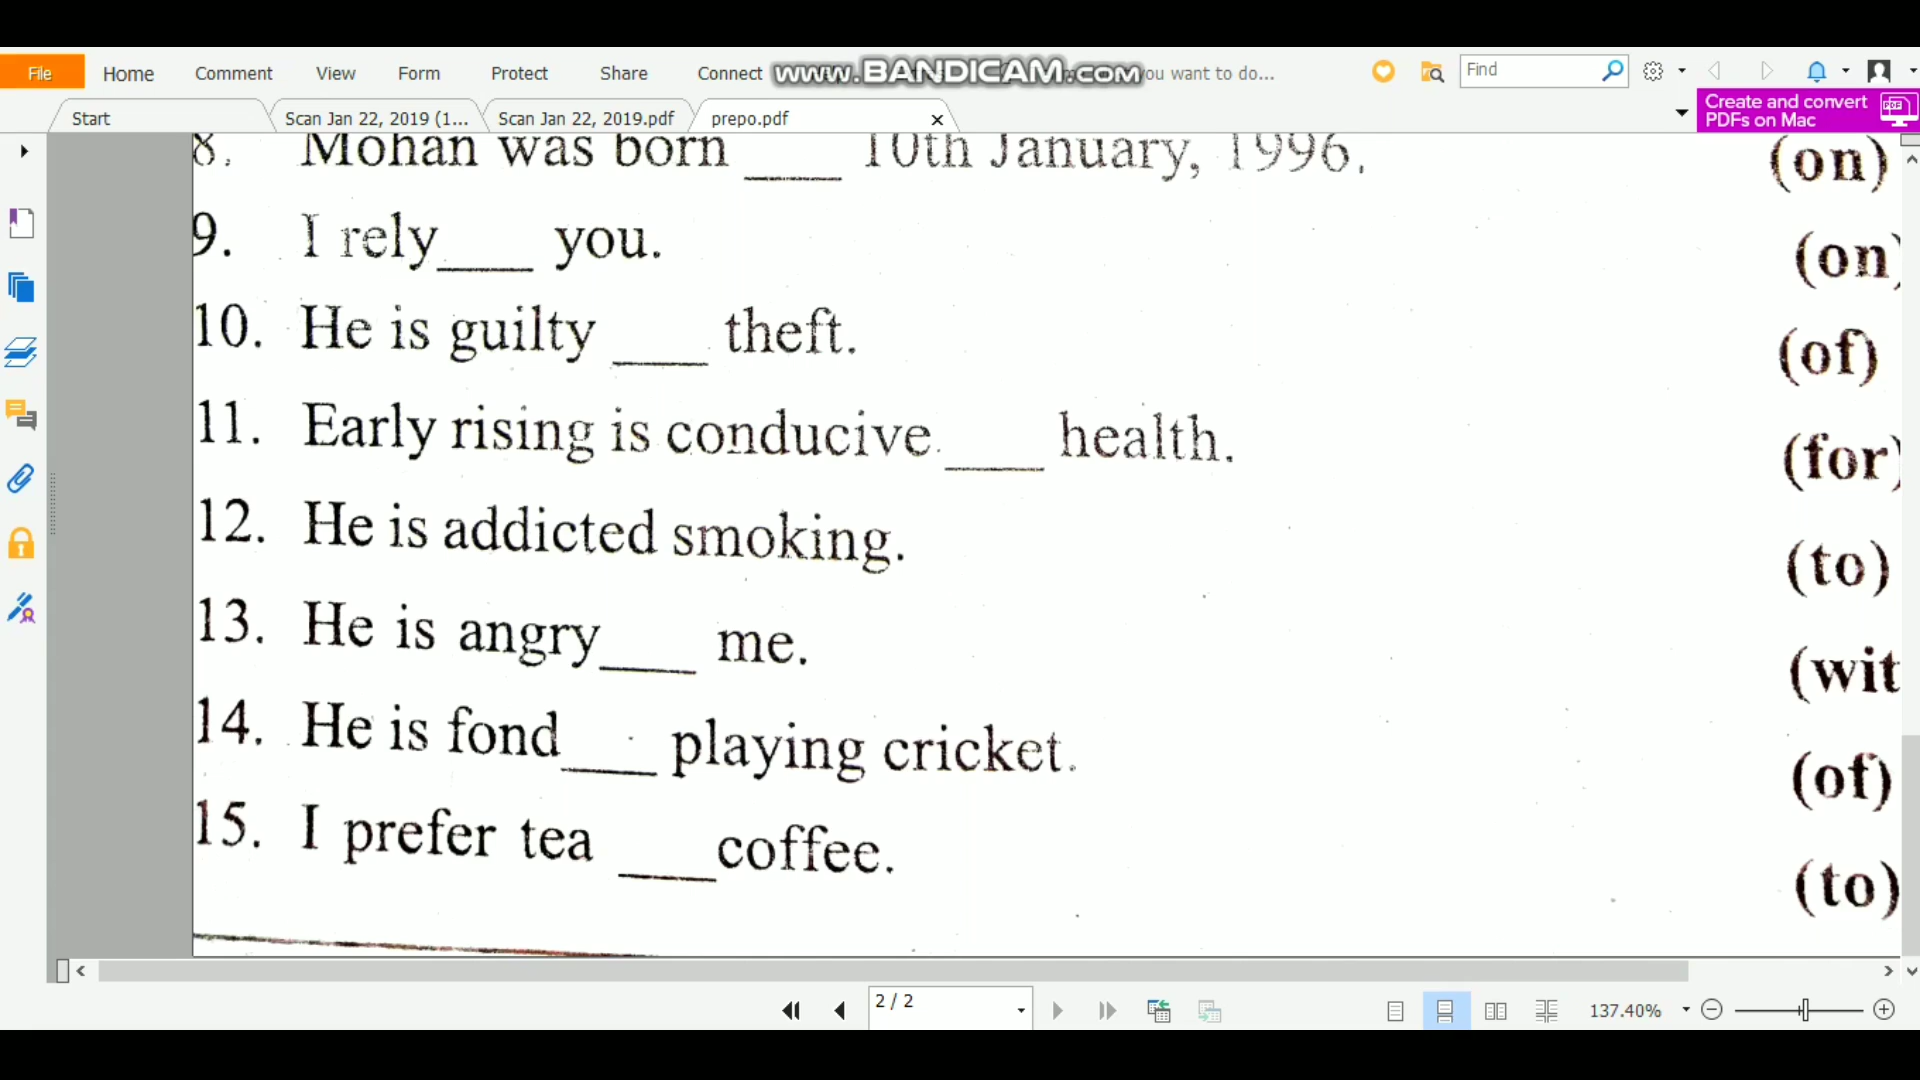 File Home Comment View Form Protect Share Connect www.BANDICAM.com you want to do... Find
Create and convert
PDFs on Mac
Start Scan Jan 22, 2019 (1... Scan Jan 22, 2019.pdf prepo.pdf
8. Mohan was born ___ 10th January, 1996. (on)
9. I rely___ you. (on)
10. He is guilty ___ theft. (of)
11. Early rising is conducive ___ health. (for)
12. He is addicted smoking. (to)
13. He is angry___ me. (wit
14. He is fond___ playing cricket. (of)
15. I prefer tea ___coffee. (to)
2 / 2 137.40%